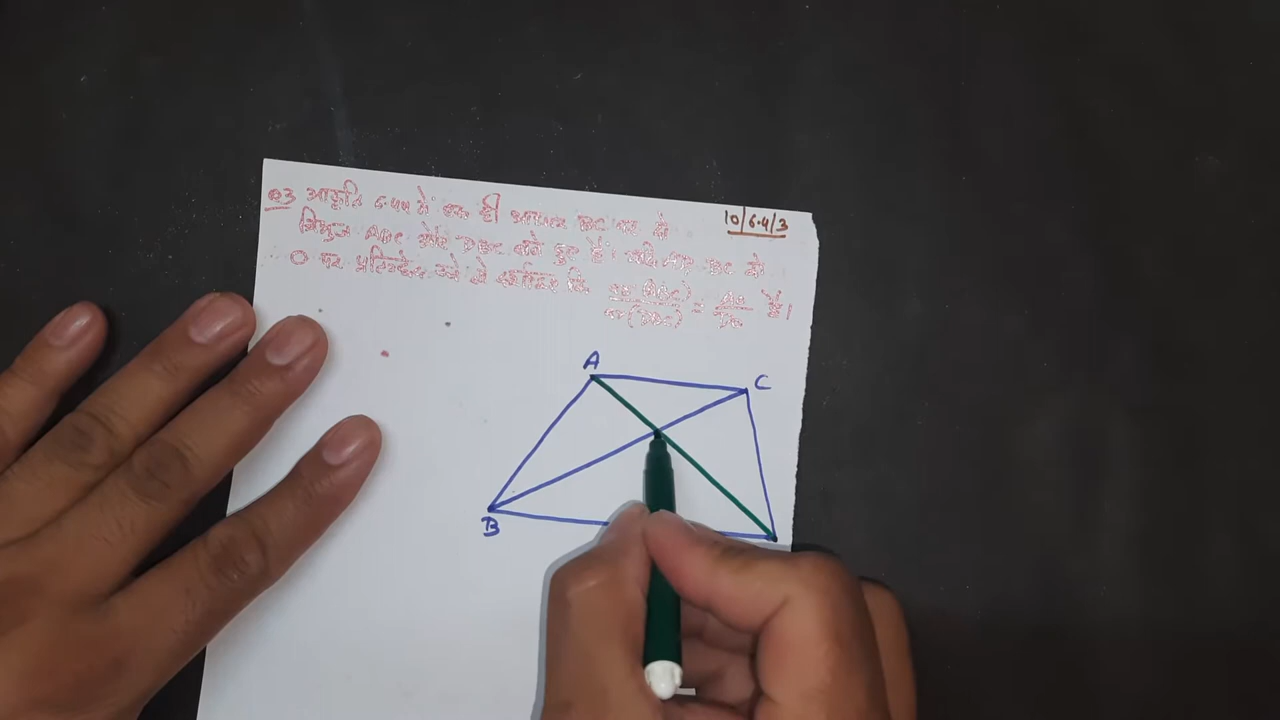 Q3 आकृति 6.44 में एक ही आधार BC पर दो
10/6.4/3
त्रिभुज ABC और DBC बने हुए हैं। यदि AD, BC को
O पर प्रतिच्छेद करे तो दर्शाइए कि ar(ABC)/ar(DBC) = AO/DO है।
A
C
B